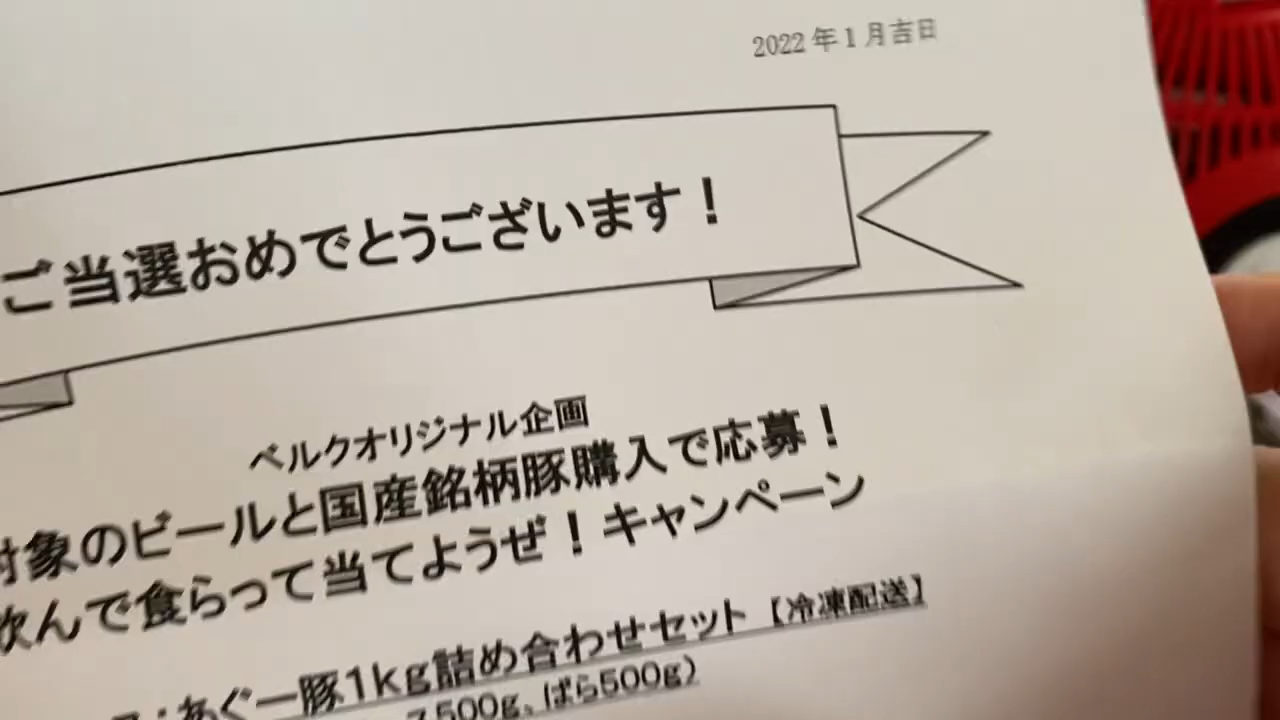 2022年1月吉日
ご当選おめでとうございます！
ベルクオリジナル企画
対象のビールと国産銘柄豚購入で応募！
飲んで食らって当てようぜ！キャンペーン
：あぐー豚1kg詰め合わせセット【冷凍配送】
500g、ばら500g）